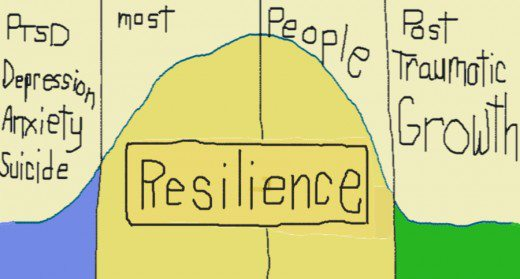 PTSD
Depression
Anxiety
Suicide
most People
Post
Traumatic
Growth
Resilience